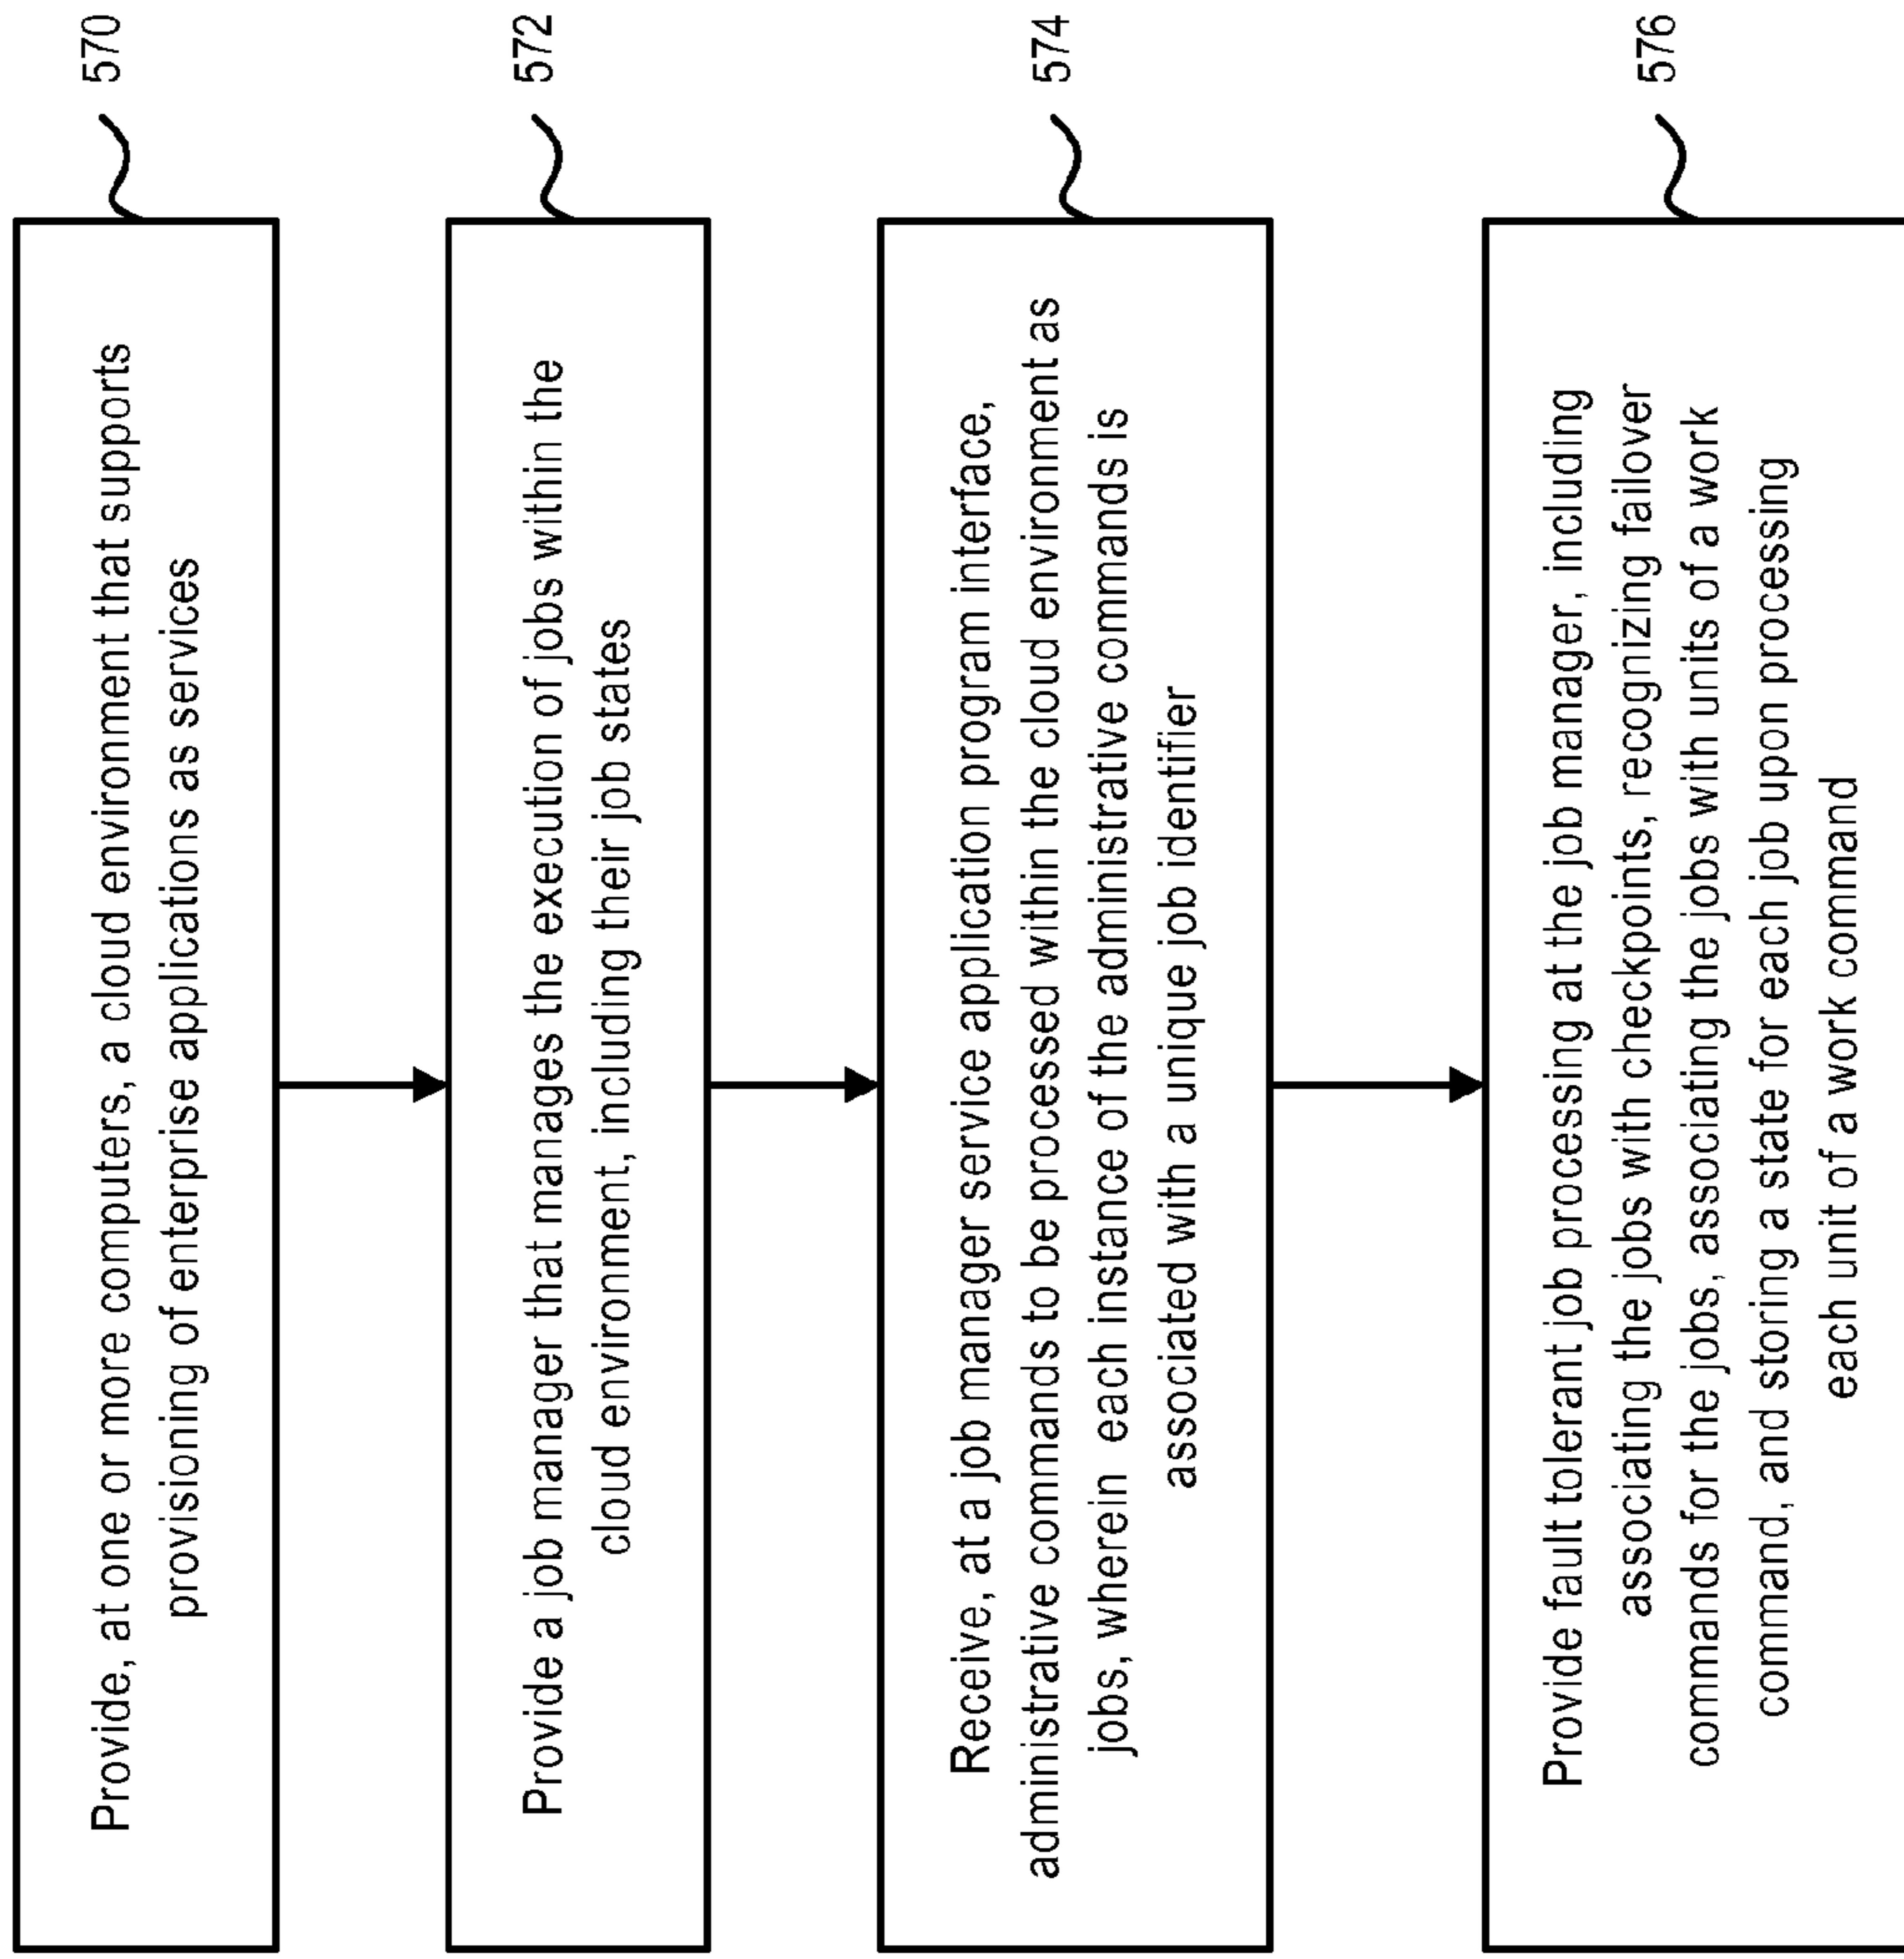 Provide, at one or more computers, a cloud environment that supports
provisioning of enterprise applications as services
570
Provide a job manager that manages the execution of jobs within the
cloud environment, including their job states
572
Receive, at a job manager service application program interface,
administrative commands to be processed within the cloud environment as
jobs, wherein each instance of the administrative commands is
associated with a unique job identifier
574
Provide fault tolerant job processing at the job manager, including
associating the jobs with checkpoints, recognizing failover
commands for the jobs, associating the jobs with units of a work
command, and storing a state for each job upon processing
each unit of a work command
576